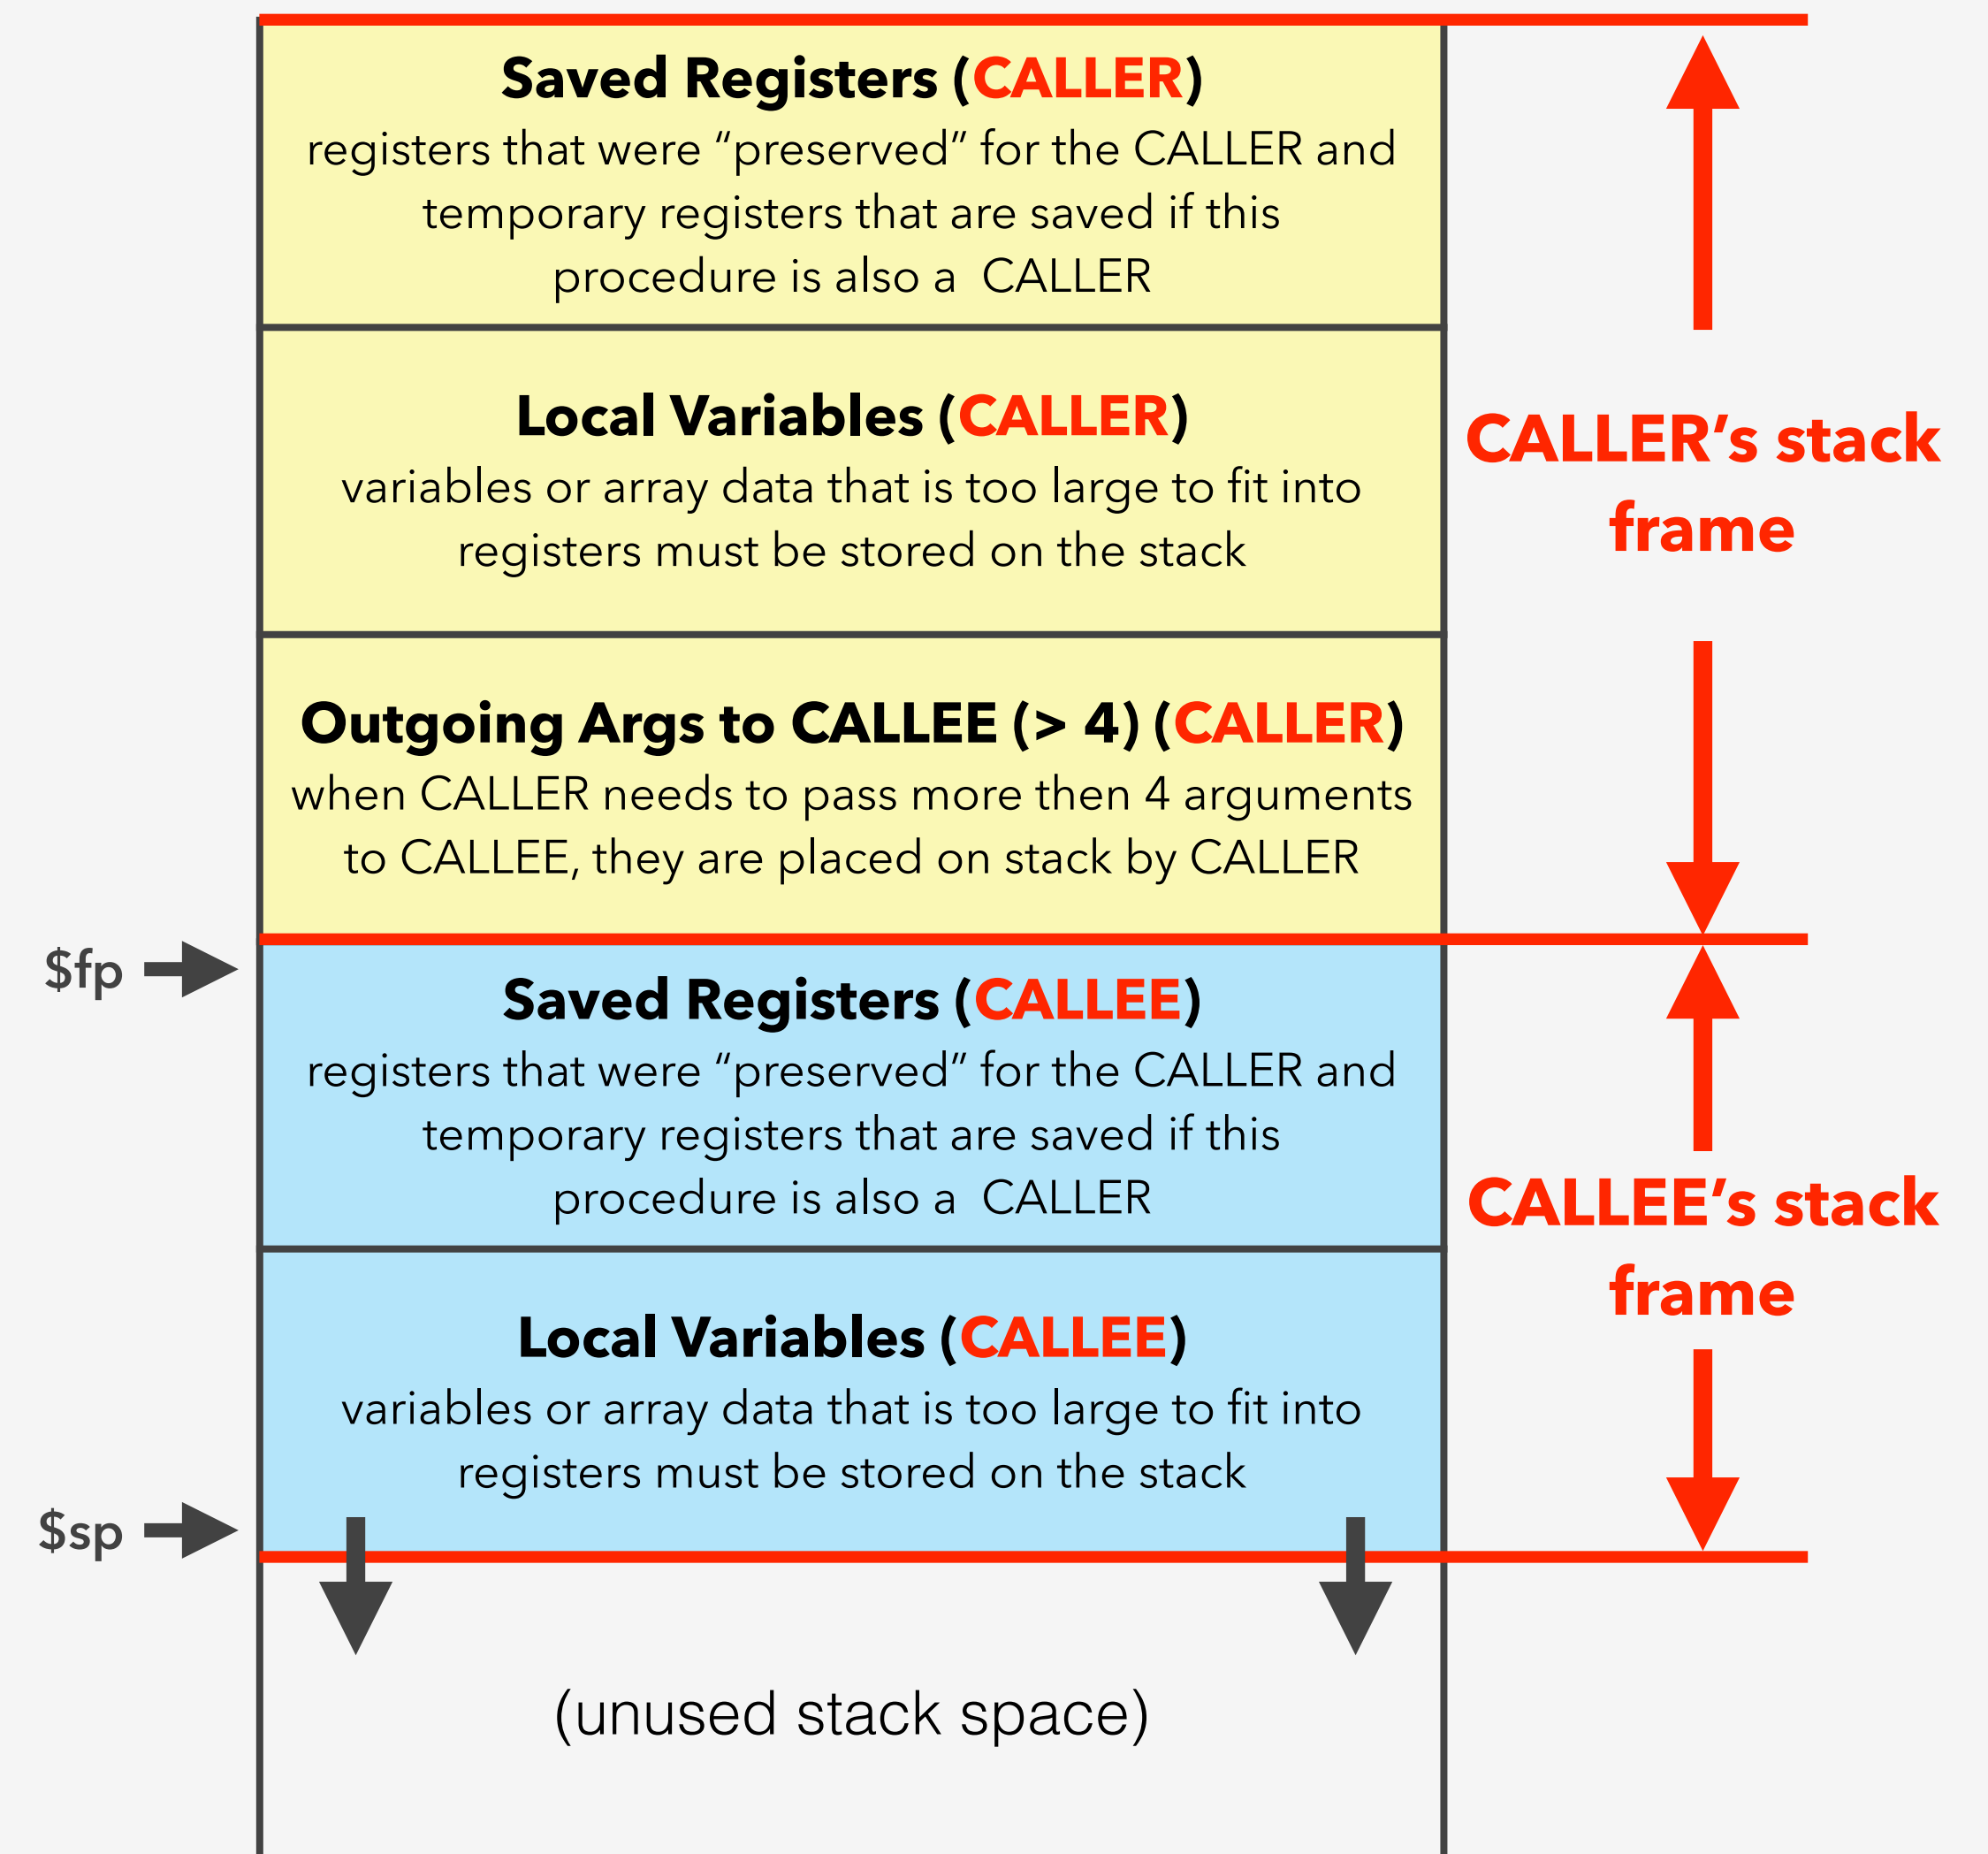 Saved Registers (CALLER)
registers that were “preserved” for the CALLER and
temporary registers that are saved if this
procedure is also a  CALLER
Local Variables (CALLER)
variables or array data that is too large to fit into
registers must be stored on the stack
CALLER’s stack
frame
Outgoing Args to CALLEE (> 4) (CALLER)
when CALLER needs to pass more then 4 arguments
to CALLEE, they are placed on stack by CALLER
$fp
Saved Registers (CALLEE)
registers that were “preserved” for the CALLER and
temporary registers that are saved if this
procedure is also a  CALLER
CALLEE’s stack
frame
Local Variables (CALLEE)
variables or array data that is too large to fit into
registers must be stored on the stack
$sp
(unused stack space)